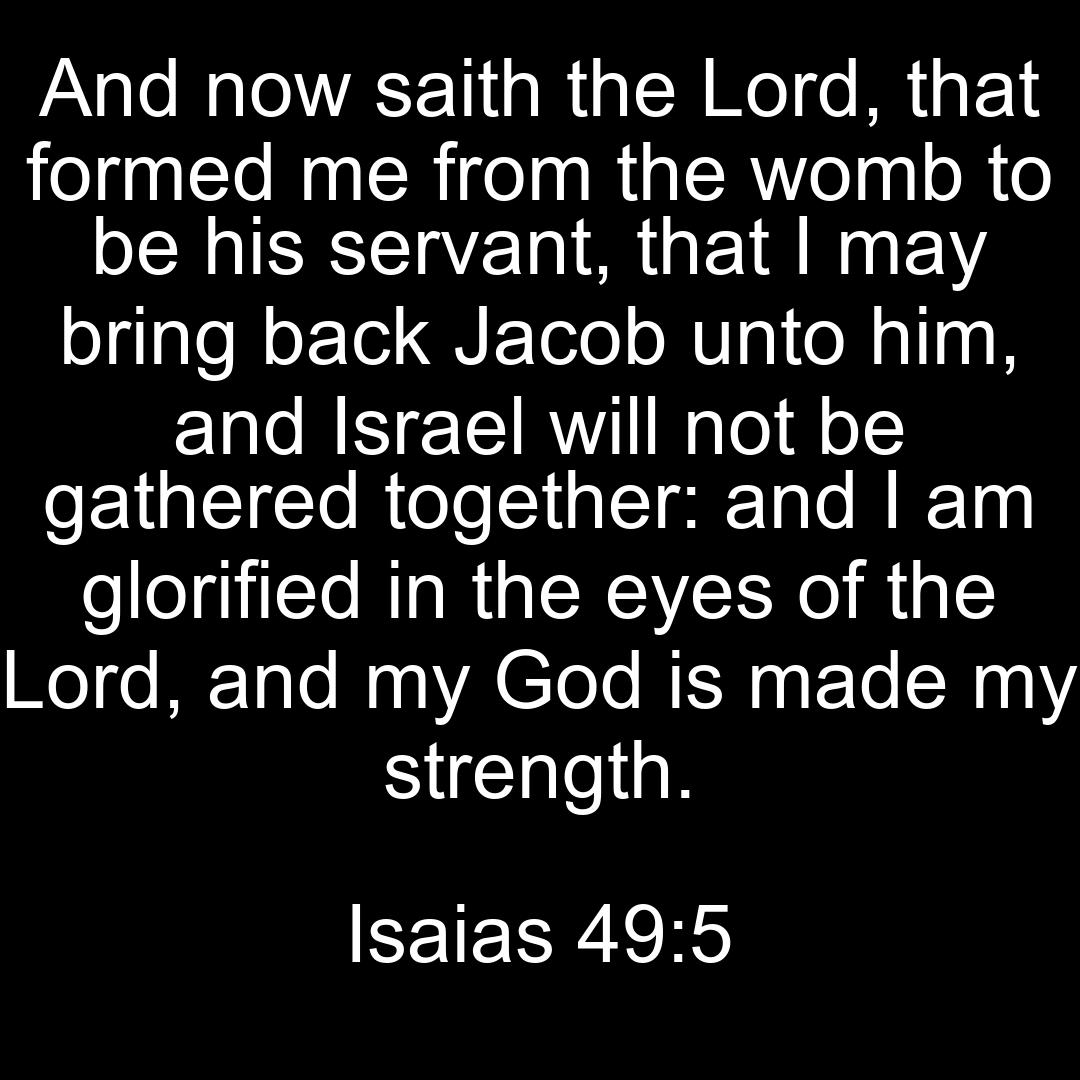 And now saith the Lord, that
formed me from the womb to
be his servant, that I may
bring back Jacob unto him,
and Israel will not be
gathered together: and I am
glorified in the eyes of the
Lord, and my God is made my
strength.
Isaias 49:5